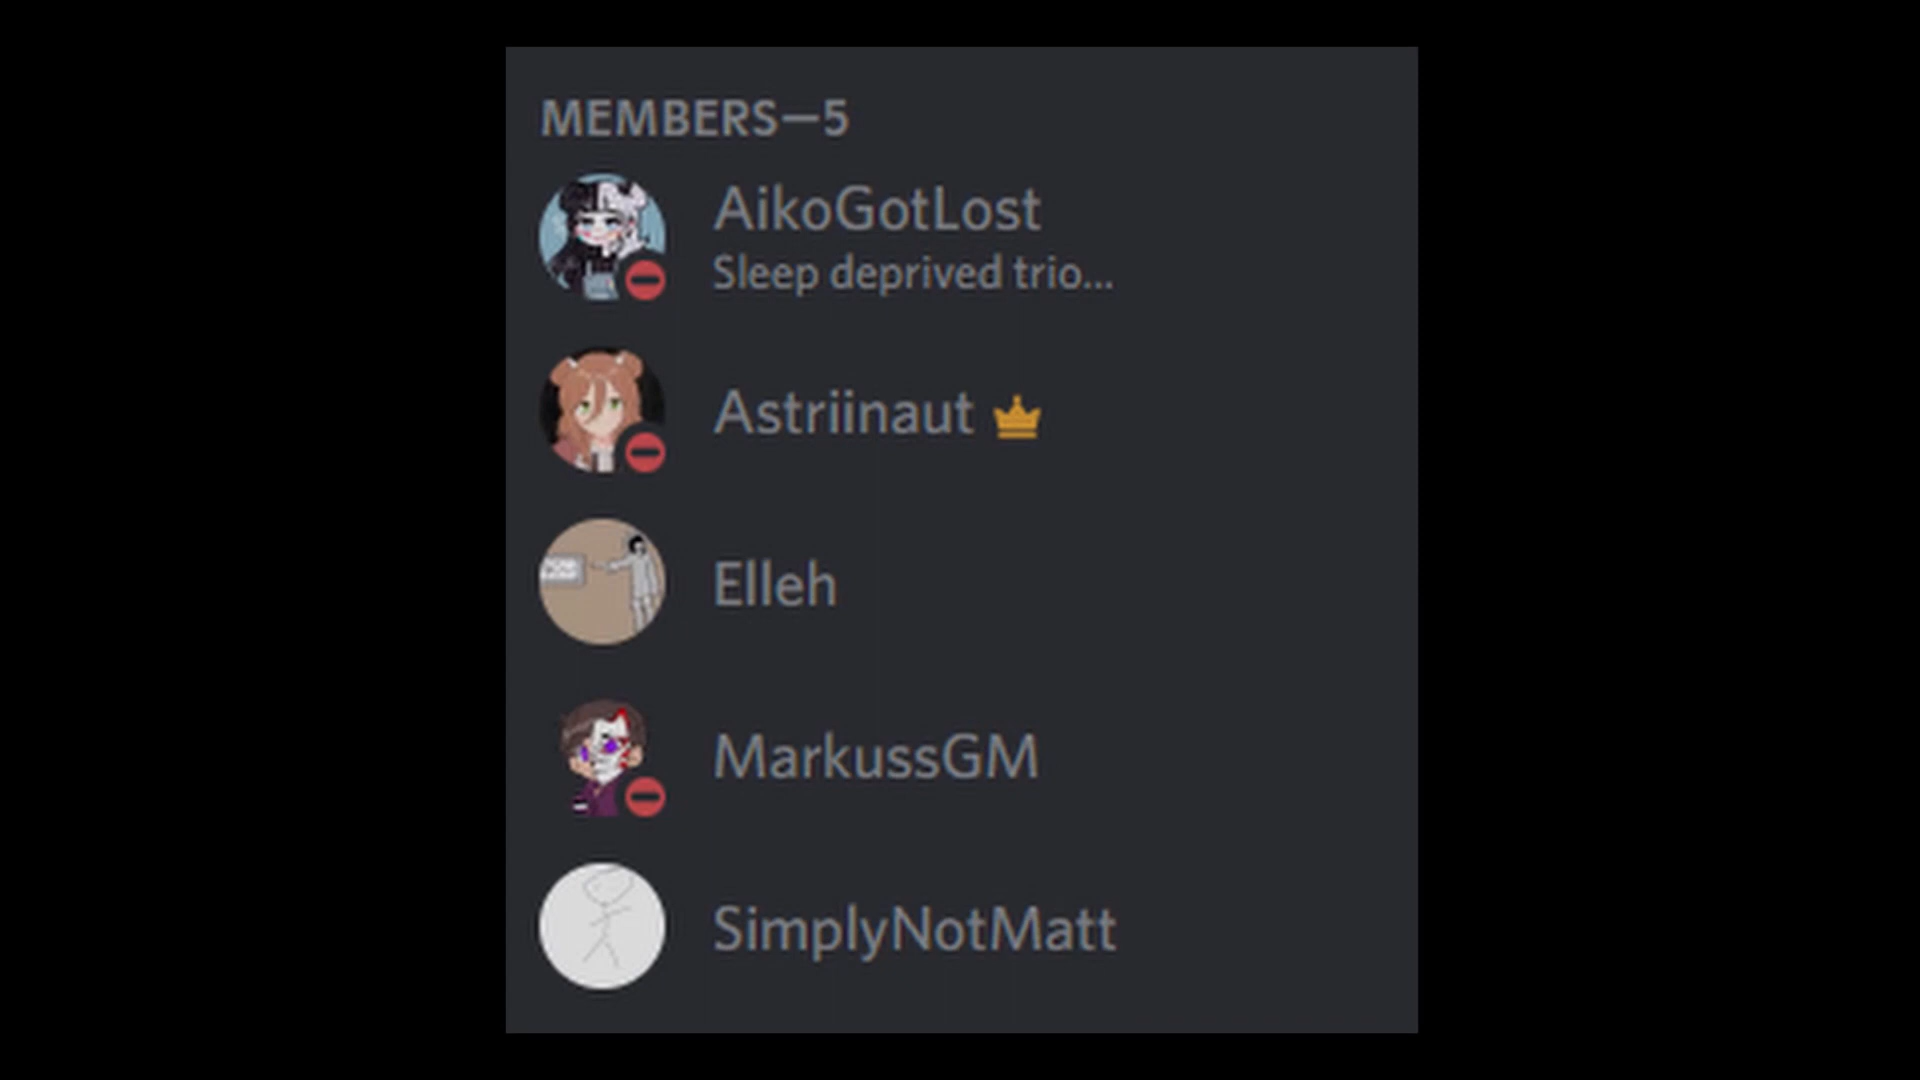 MEMBERS—5
AikoGotLost
Sleep deprived trio...
Astriinaut
Elleh
MarkussGM
SimplyNotMatt